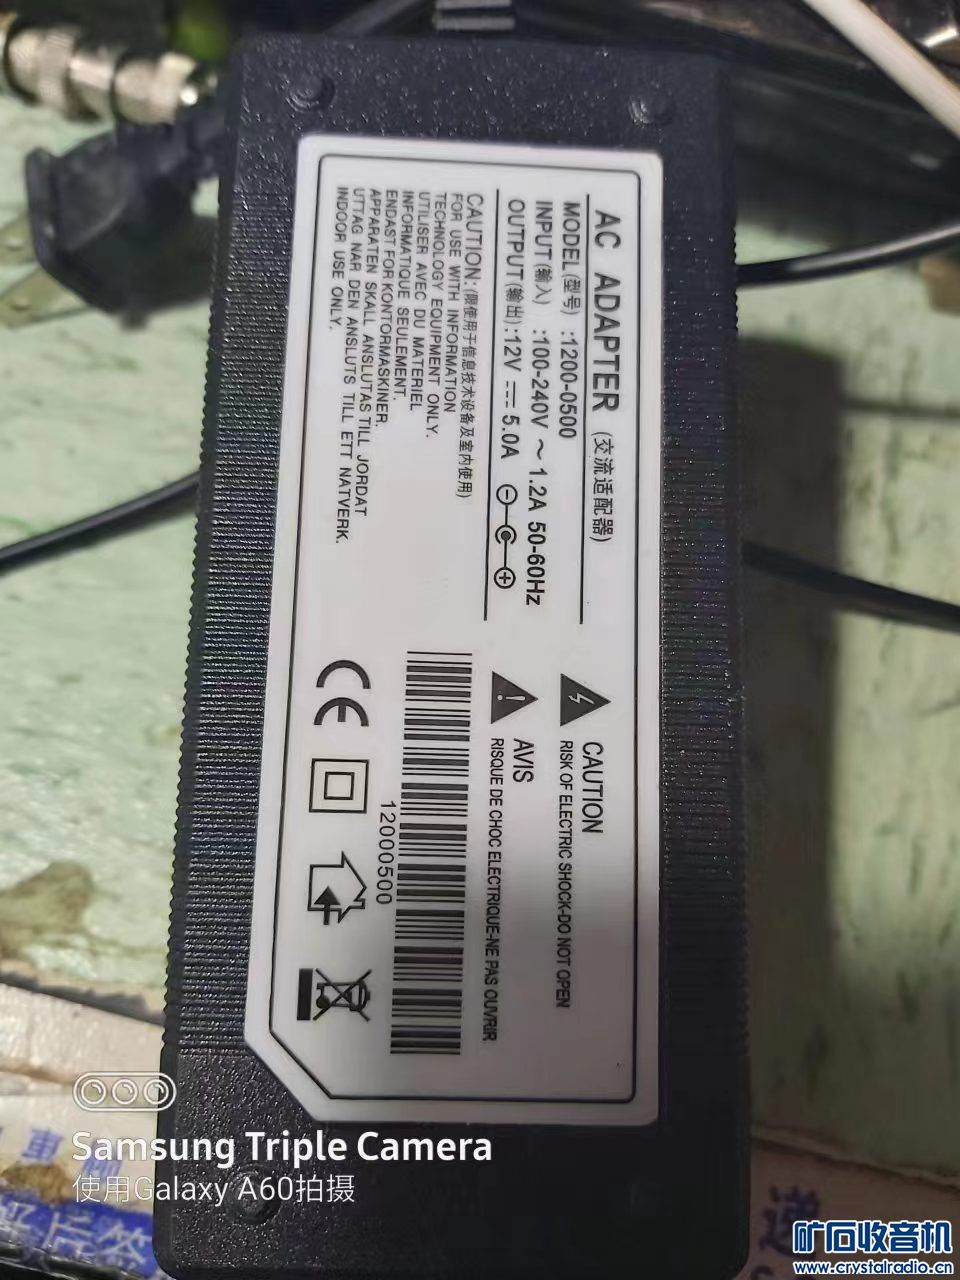 AC ADAPTER (交流适配器)
MODEL(型号) :1200-0500
INPUT(输入) :100-240V～1.2A 50-60Hz
OUTPUT(输出):12V⎓5.0A
CAUTION:(限使用于信息技术设备及室内使用)
FOR USE WITH INFORMATION
TECHNOLOGY EQUIPMENT ONLY.
UTILISER AVEC DU MATERIEL
INFORMATIQUE SEULEMENT.
ENDAST FOR KONTORMASKINER.
APPARATEN SKALL ANSLUTAS TILL JORDAT
UTTAG NAR DEN ANSLUTS TILL ETT NATVERK.
INDOOR USE ONLY.
CAUTION
RISK OF ELECTRIC SHOCK-DO NOT OPEN
AVIS
RISQUE DE CHOC ELECTRIQUE-NE PAS OUVRIR
12000500
CE
Samsung Triple Camera
使用Galaxy A60拍摄
矿石收音机
www.crystalradio.cn